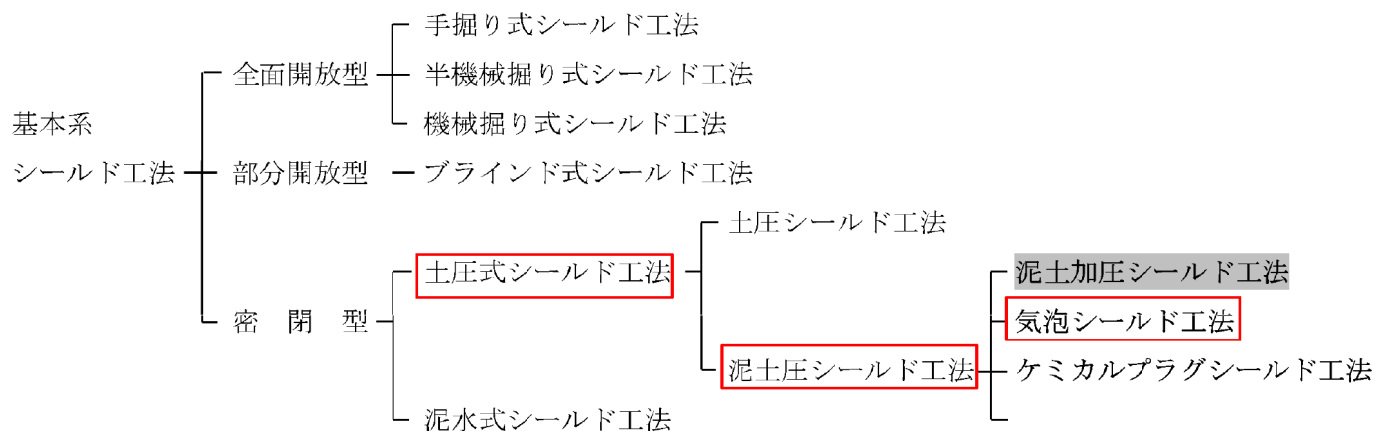 手掘り式シールド工法
全面開放型
半機械掘り式シールド工法
基本系
機械掘り式シールド工法
シールド工法
部分開放型
ブラインド式シールド工法
土圧シールド工法
土圧式シールド工法
泥土加圧シールド工法
密 閉 型
気泡シールド工法
泥土圧シールド工法
ケミカルプラグシールド工法
泥水式シールド工法